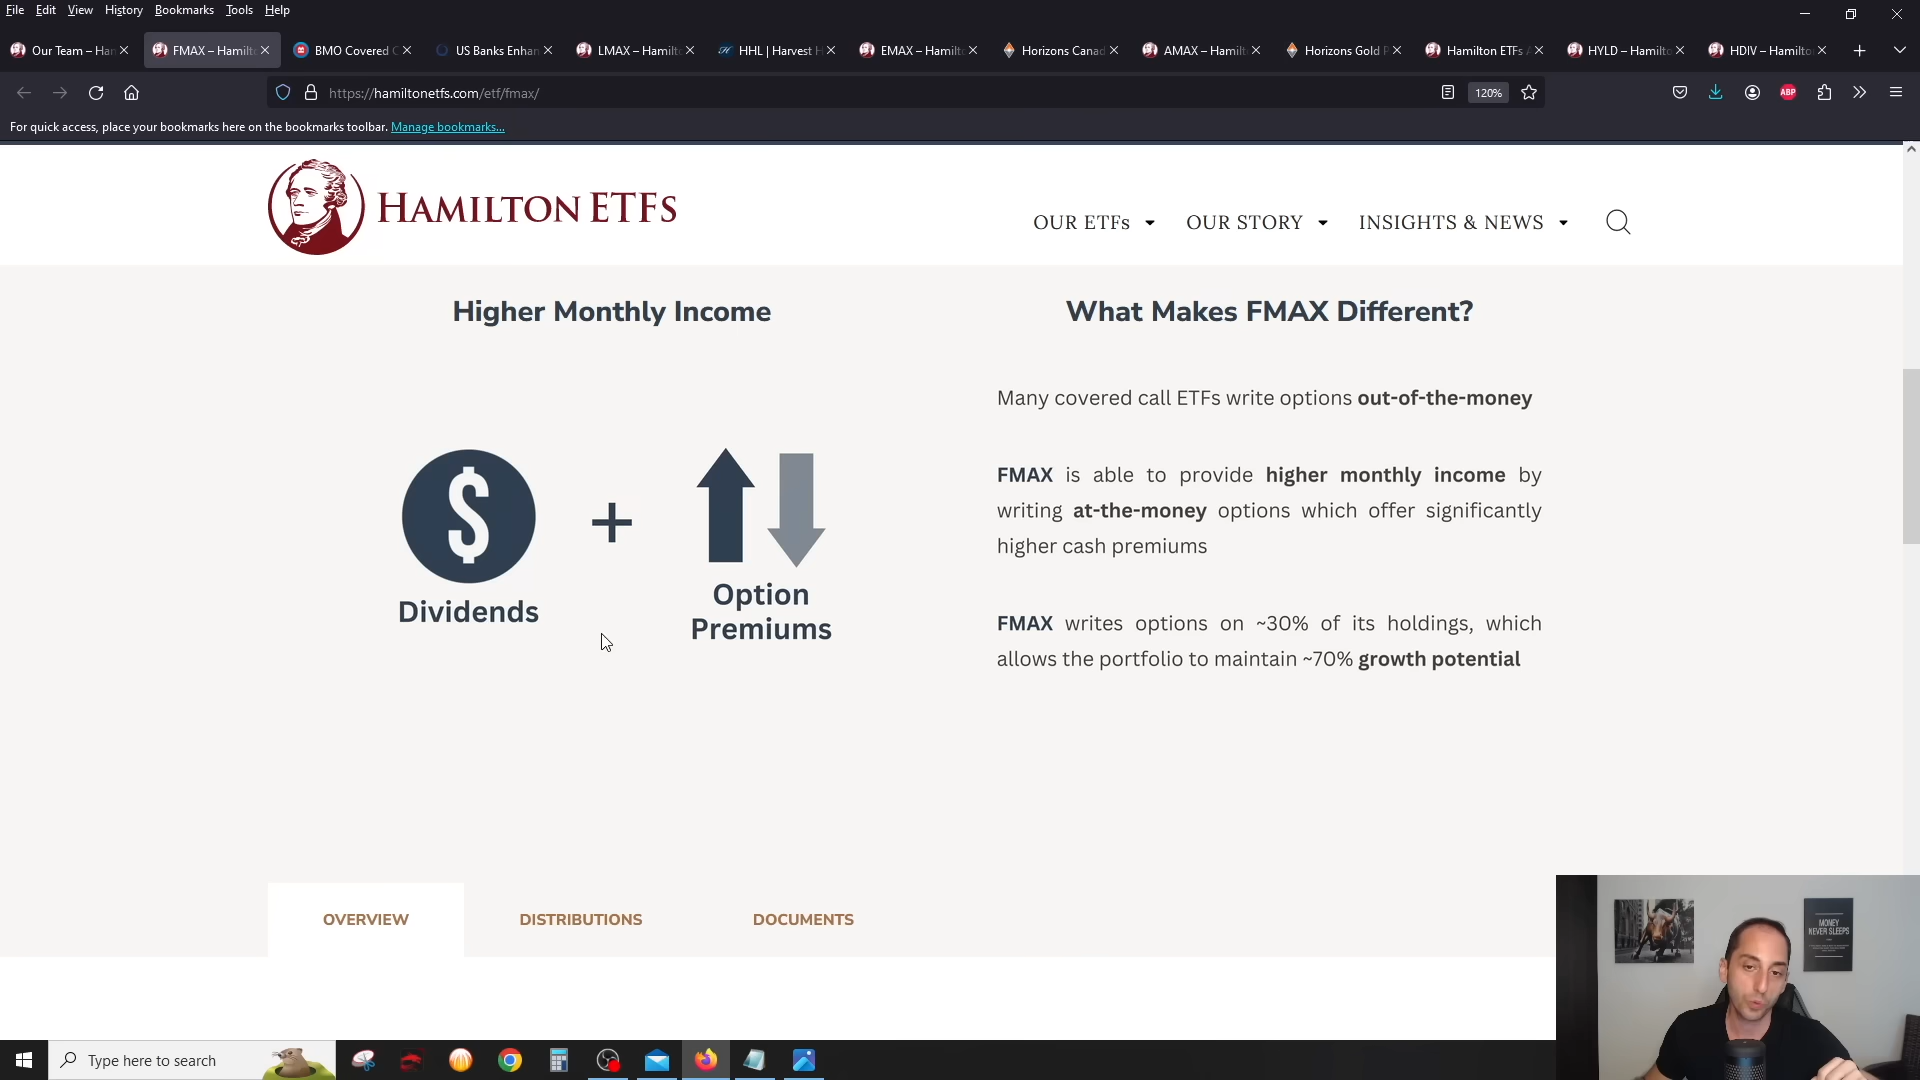 File Edit View History Bookmarks Tools Help
Our Team – Han
FMAX – Hamilt
BMO Covered C
US Banks Enhan
LMAX – Hamilt
HHL | Harvest H
EMAX – Hamilt
Horizons Canad
AMAX – Hamilt
Horizons Gold P
Hamilton ETFs A
HYLD – Hamilto
HDIV – Hamilto
https://hamiltonetfs.com/etf/fmax/
120%
ABP
For quick access, place your bookmarks here on the bookmarks toolbar. Manage bookmarks...
HAMILTON ETFs
OUR ETFs
OUR STORY
INSIGHTS & NEWS
Higher Monthly Income
$
+
Dividends
Option
Premiums
What Makes FMAX Different?
Many covered call ETFs write options out-of-the-money
FMAX is able to provide higher monthly income by
writing at-the-money options which offer significantly
higher cash premiums
FMAX writes options on ~30% of its holdings, which
allows the portfolio to maintain ~70% growth potential
OVERVIEW
DISTRIBUTIONS
DOCUMENTS
MONEY
NEVER SLEEPS
Type here to search